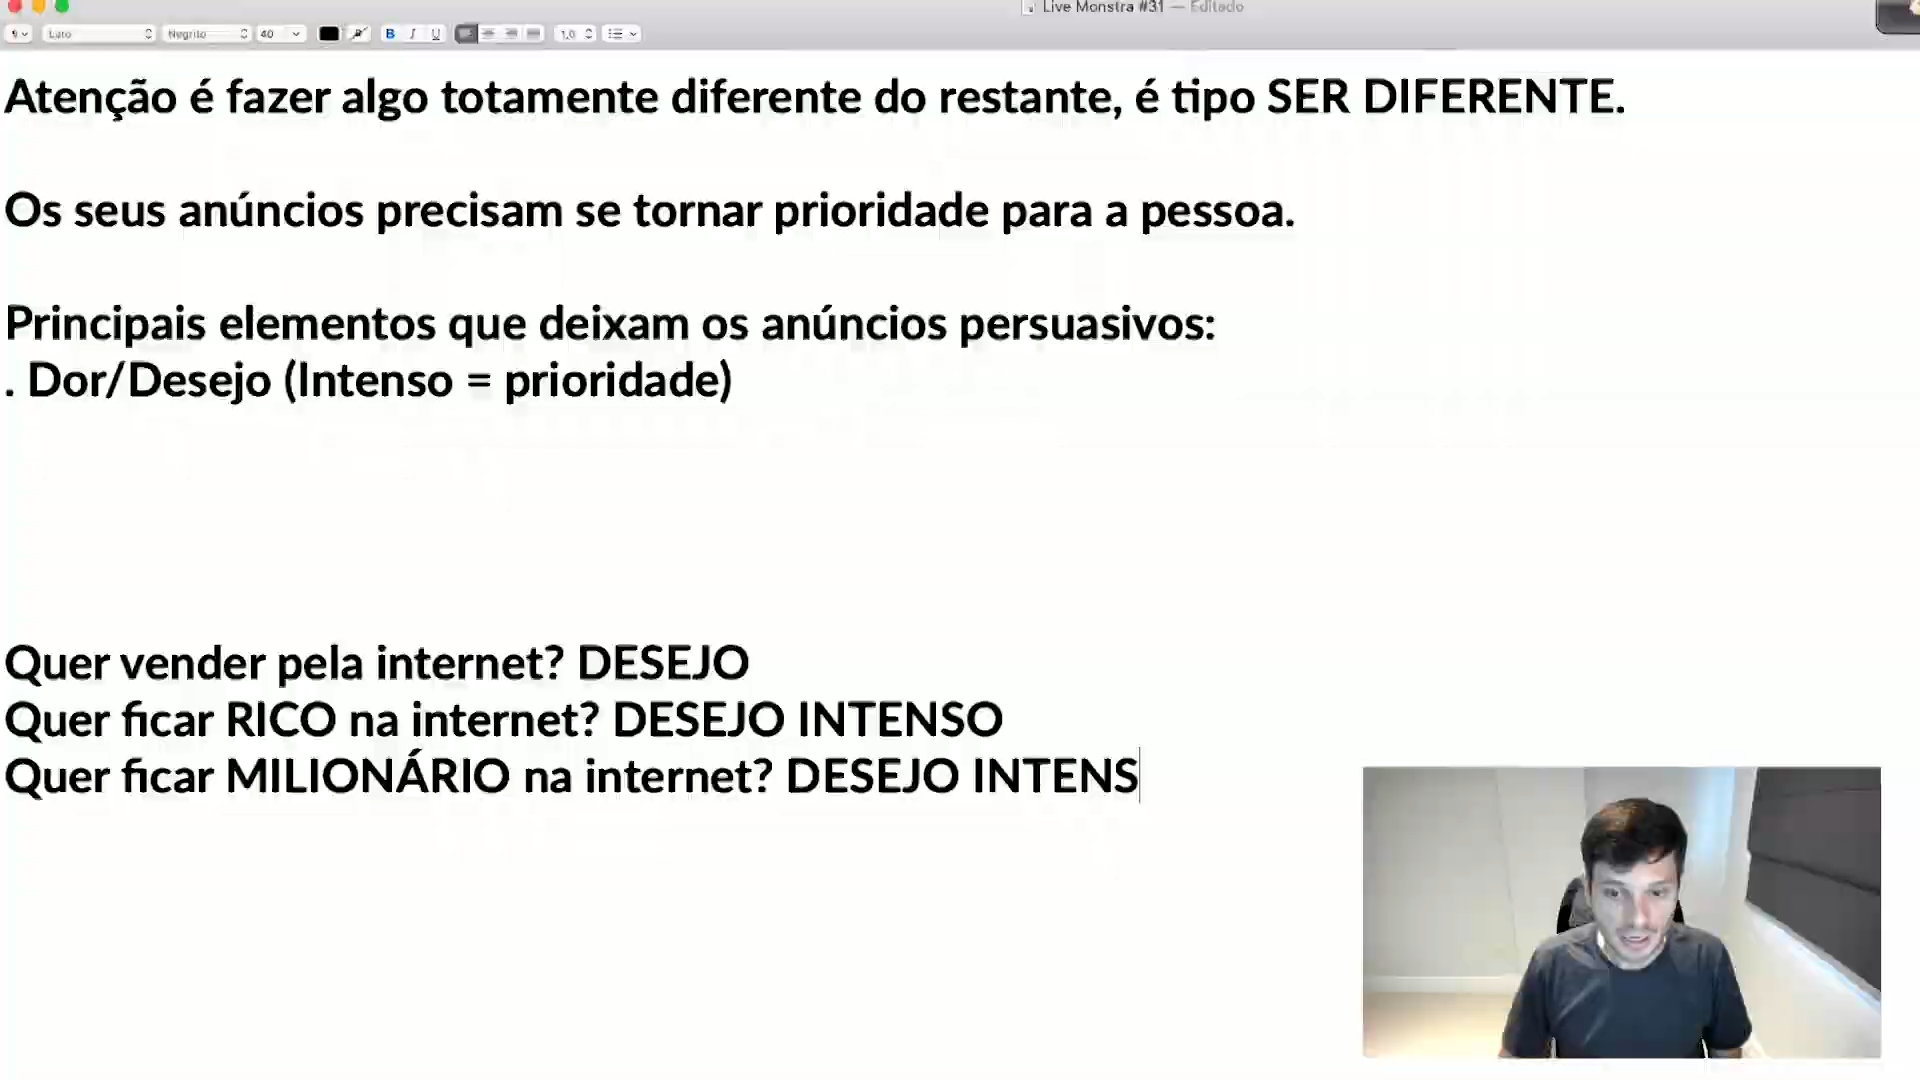 Live Monstra #31 — Editado
Lato Negrito 40 B I U 1,0
Atenção é fazer algo totamente diferente do restante, é tipo SER DIFERENTE.
Os seus anúncios precisam se tornar prioridade para a pessoa.
Principais elementos que deixam os anúncios persuasivos:
. Dor/Desejo (Intenso = prioridade)
Quer vender pela internet? DESEJO
Quer ficar RICO na internet? DESEJO INTENSO
Quer ficar MILIONÁRIO na internet? DESEJO INTENS